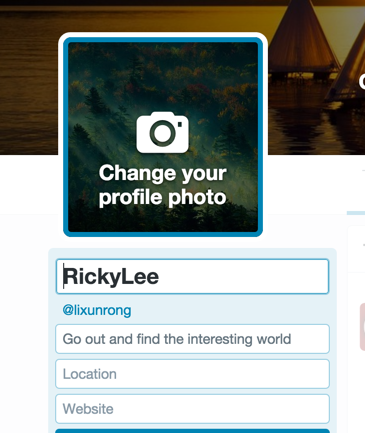 Change your
profile photo
RickyLee
@lixunrong
Go out and find the interesting world
Location
Website